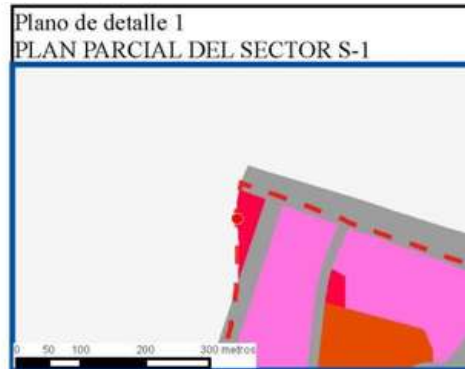 Plano de detalle 1
PLAN PARCIAL DEL SECTOR S-1
0 50 100 200 300 metros